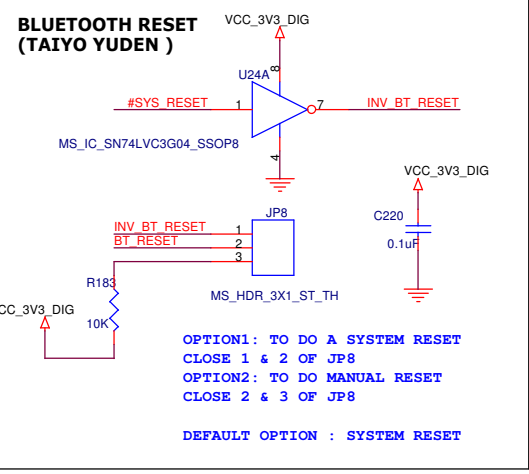 BLUETOOTH RESET
(TAIYO YUDEN )
VCC_3V3_DIG
8
U24A
#SYS_RESET
1
7
INV_BT_RESET
MS_IC_SN74LVC3G04_SSOP8
4
VCC_3V3_DIG
JP8
C220
INV_BT_RESET
1
BT_RESET
2
0.1uF
3
R183
MS_HDR_3X1_ST_TH
CC_3V3_DIG
10K
OPTION1: TO DO A SYSTEM RESET
CLOSE 1 & 2 OF JP8
OPTION2: TO DO MANUAL RESET
CLOSE 2 & 3 OF JP8
DEFAULT OPTION : SYSTEM RESET